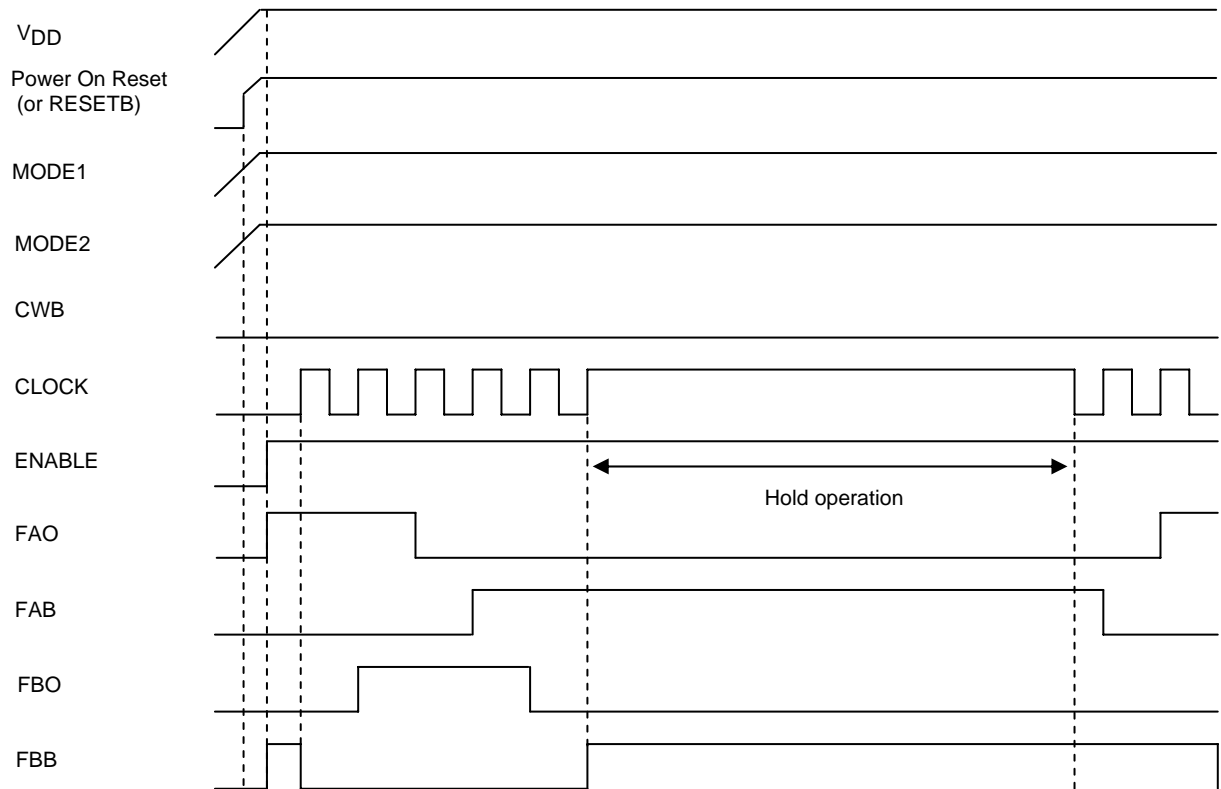 VDD
Power On Reset
(or RESETB)
MODE1
MODE2
CWB
CLOCK
ENABLE
Hold operation
FAO
FAB
FBO
FBB